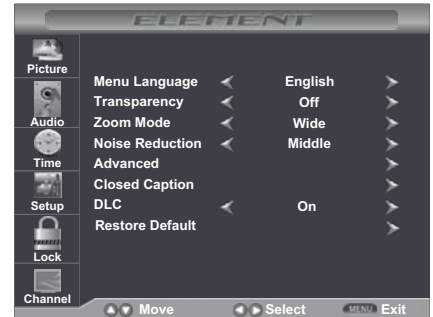 ELEMENT
Picture
Audio
Time
Setup
Lock
Channel
Menu Language English
Transparency Off
Zoom Mode Wide
Noise Reduction Middle
Advanced
Closed Caption
DLC On
Restore Default
Move Select MENU Exit